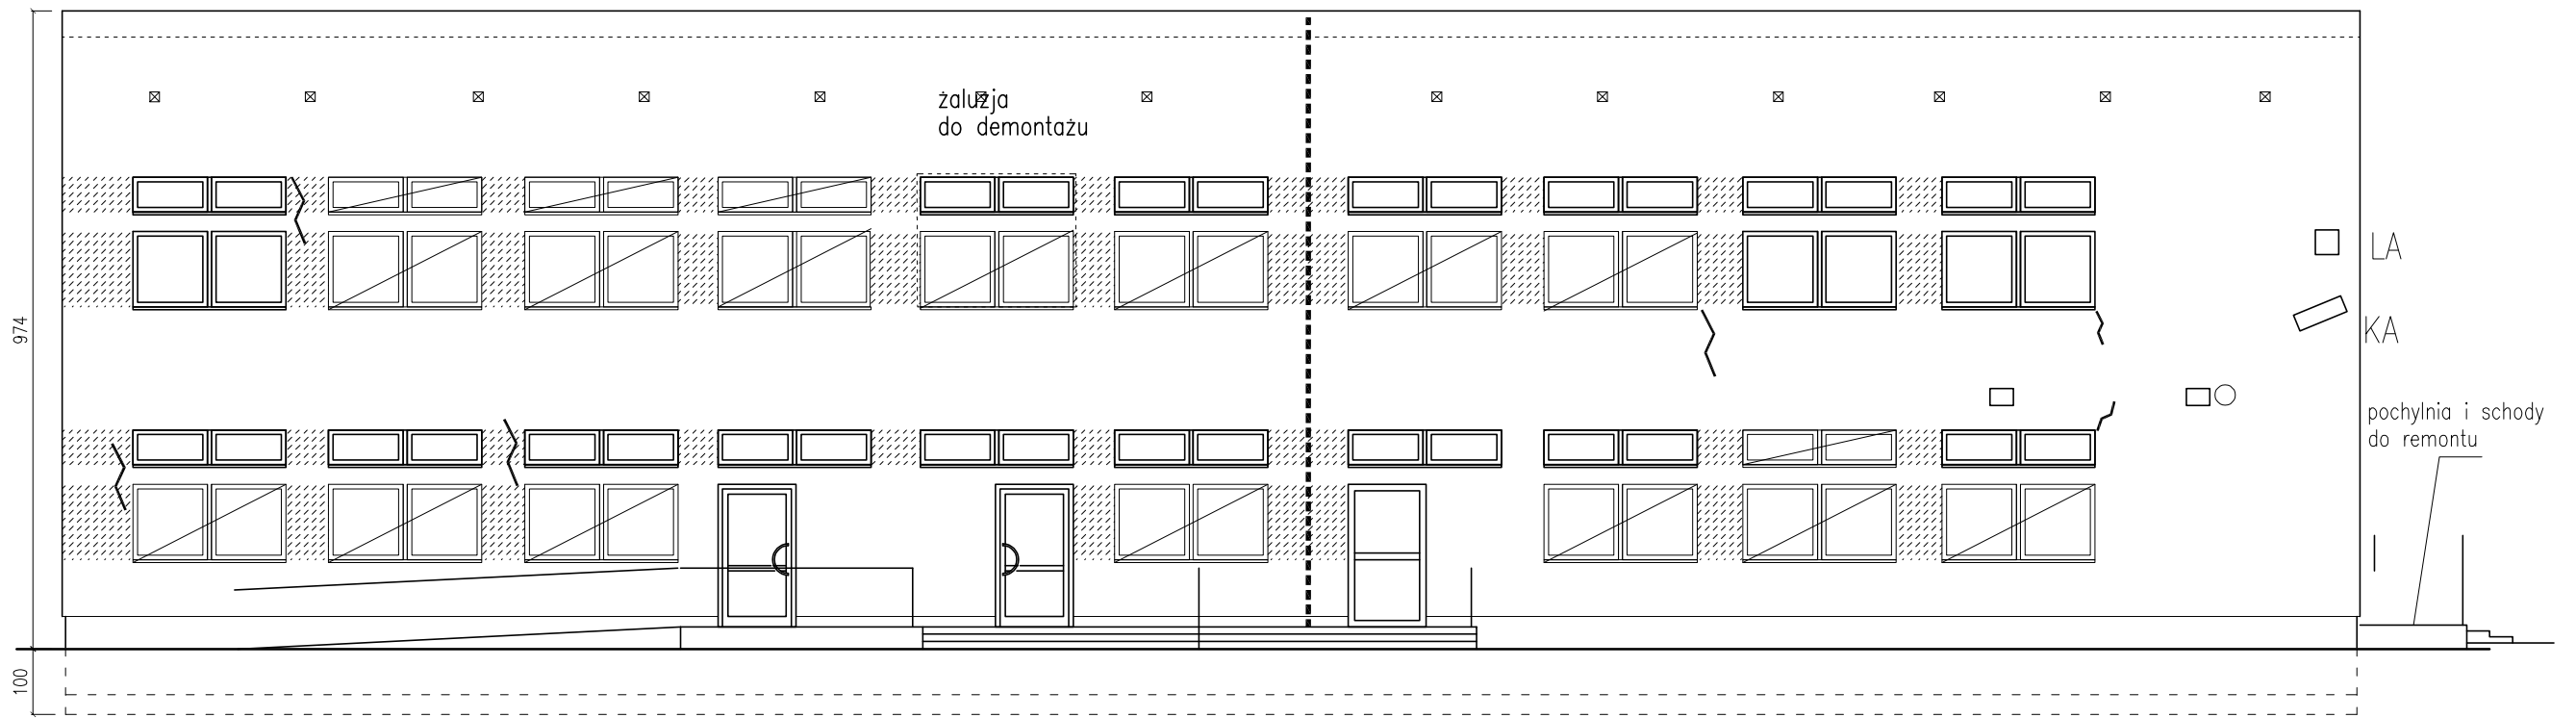 żaluzja
do demontażu
974
LA
KA
pochylnia i schody
do remontu
100